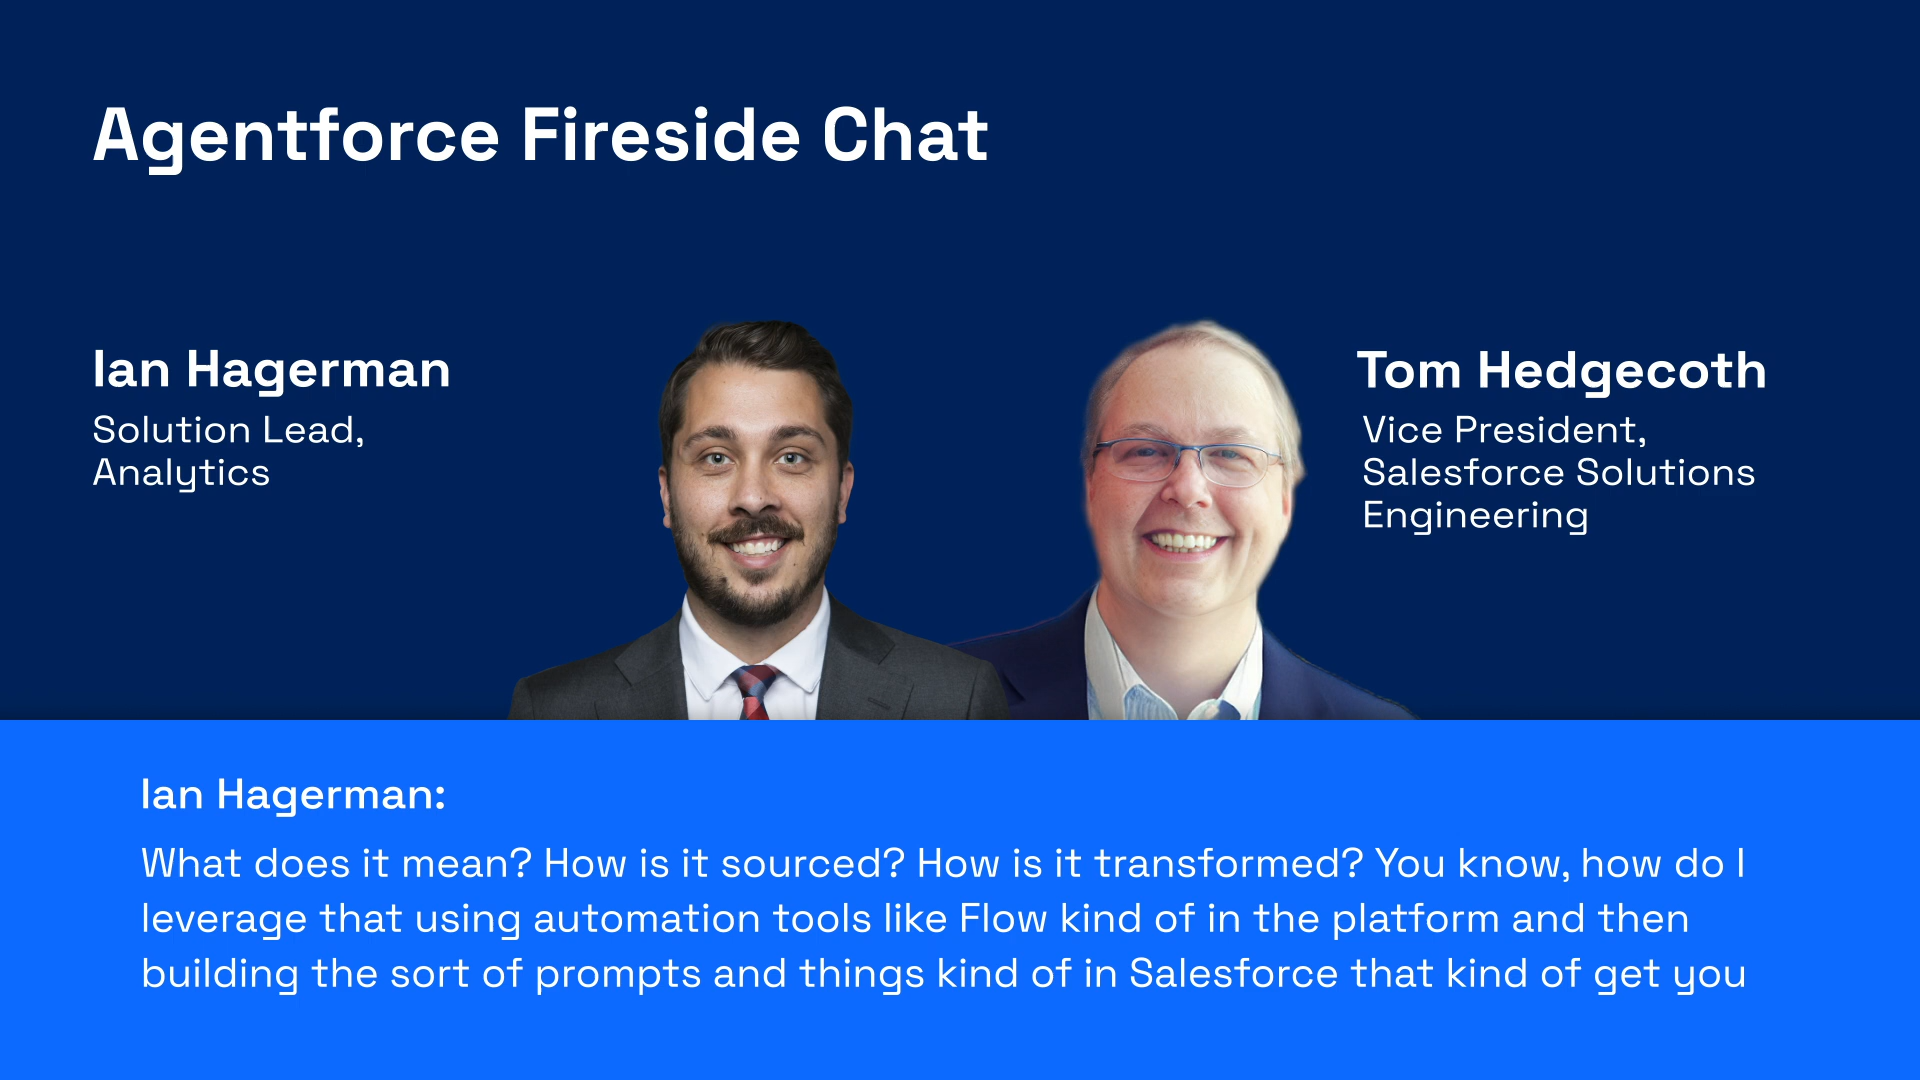 Agentforce Fireside Chat
Ian Hagerman
Solution Lead,
Analytics
Tom Hedgecoth
Vice President,
Salesforce Solutions
Engineering
Ian Hagerman:
What does it mean? How is it sourced? How is it transformed? You know, how do I
leverage that using automation tools like Flow kind of in the platform and then
building the sort of prompts and things kind of in Salesforce that kind of get you